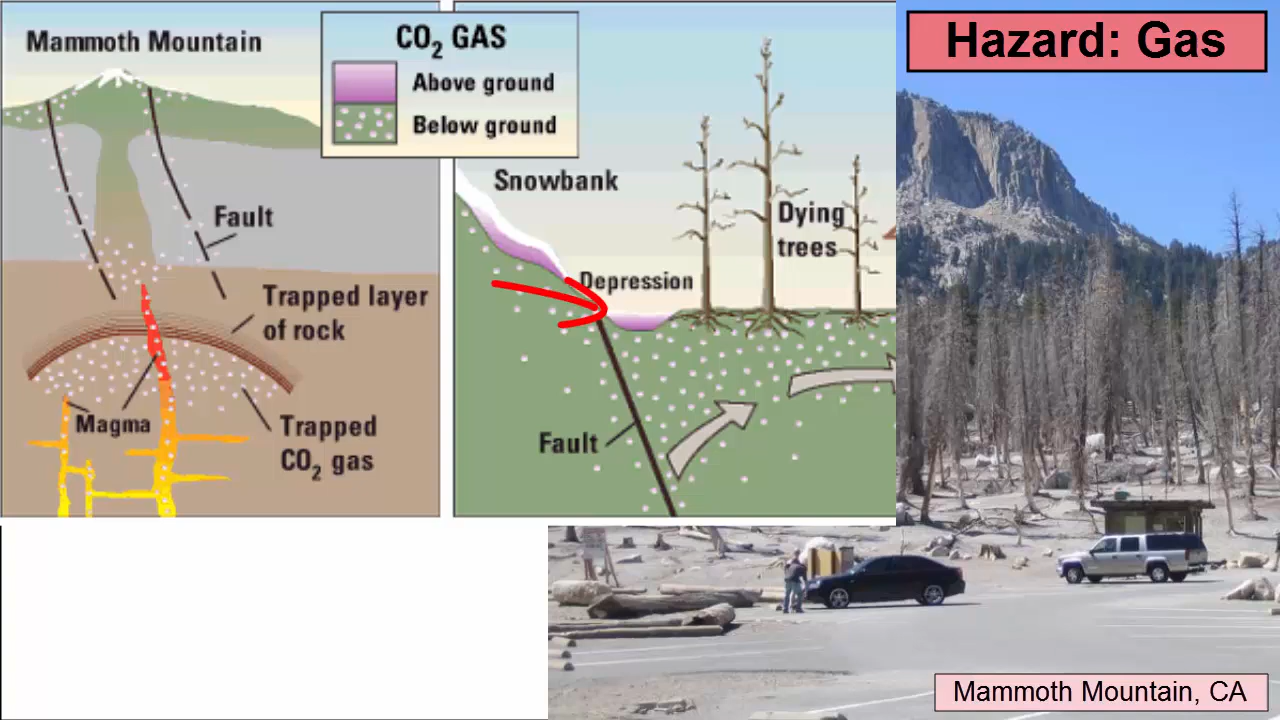 Mammoth Mountain
Fault
Trapped layer
of rock
Magma
Trapped
CO₂ gas
CO₂ GAS
Above ground
Below ground
Snowbank
Depression
Dying
trees
Fault
Hazard: Gas
Mammoth Mountain, CA